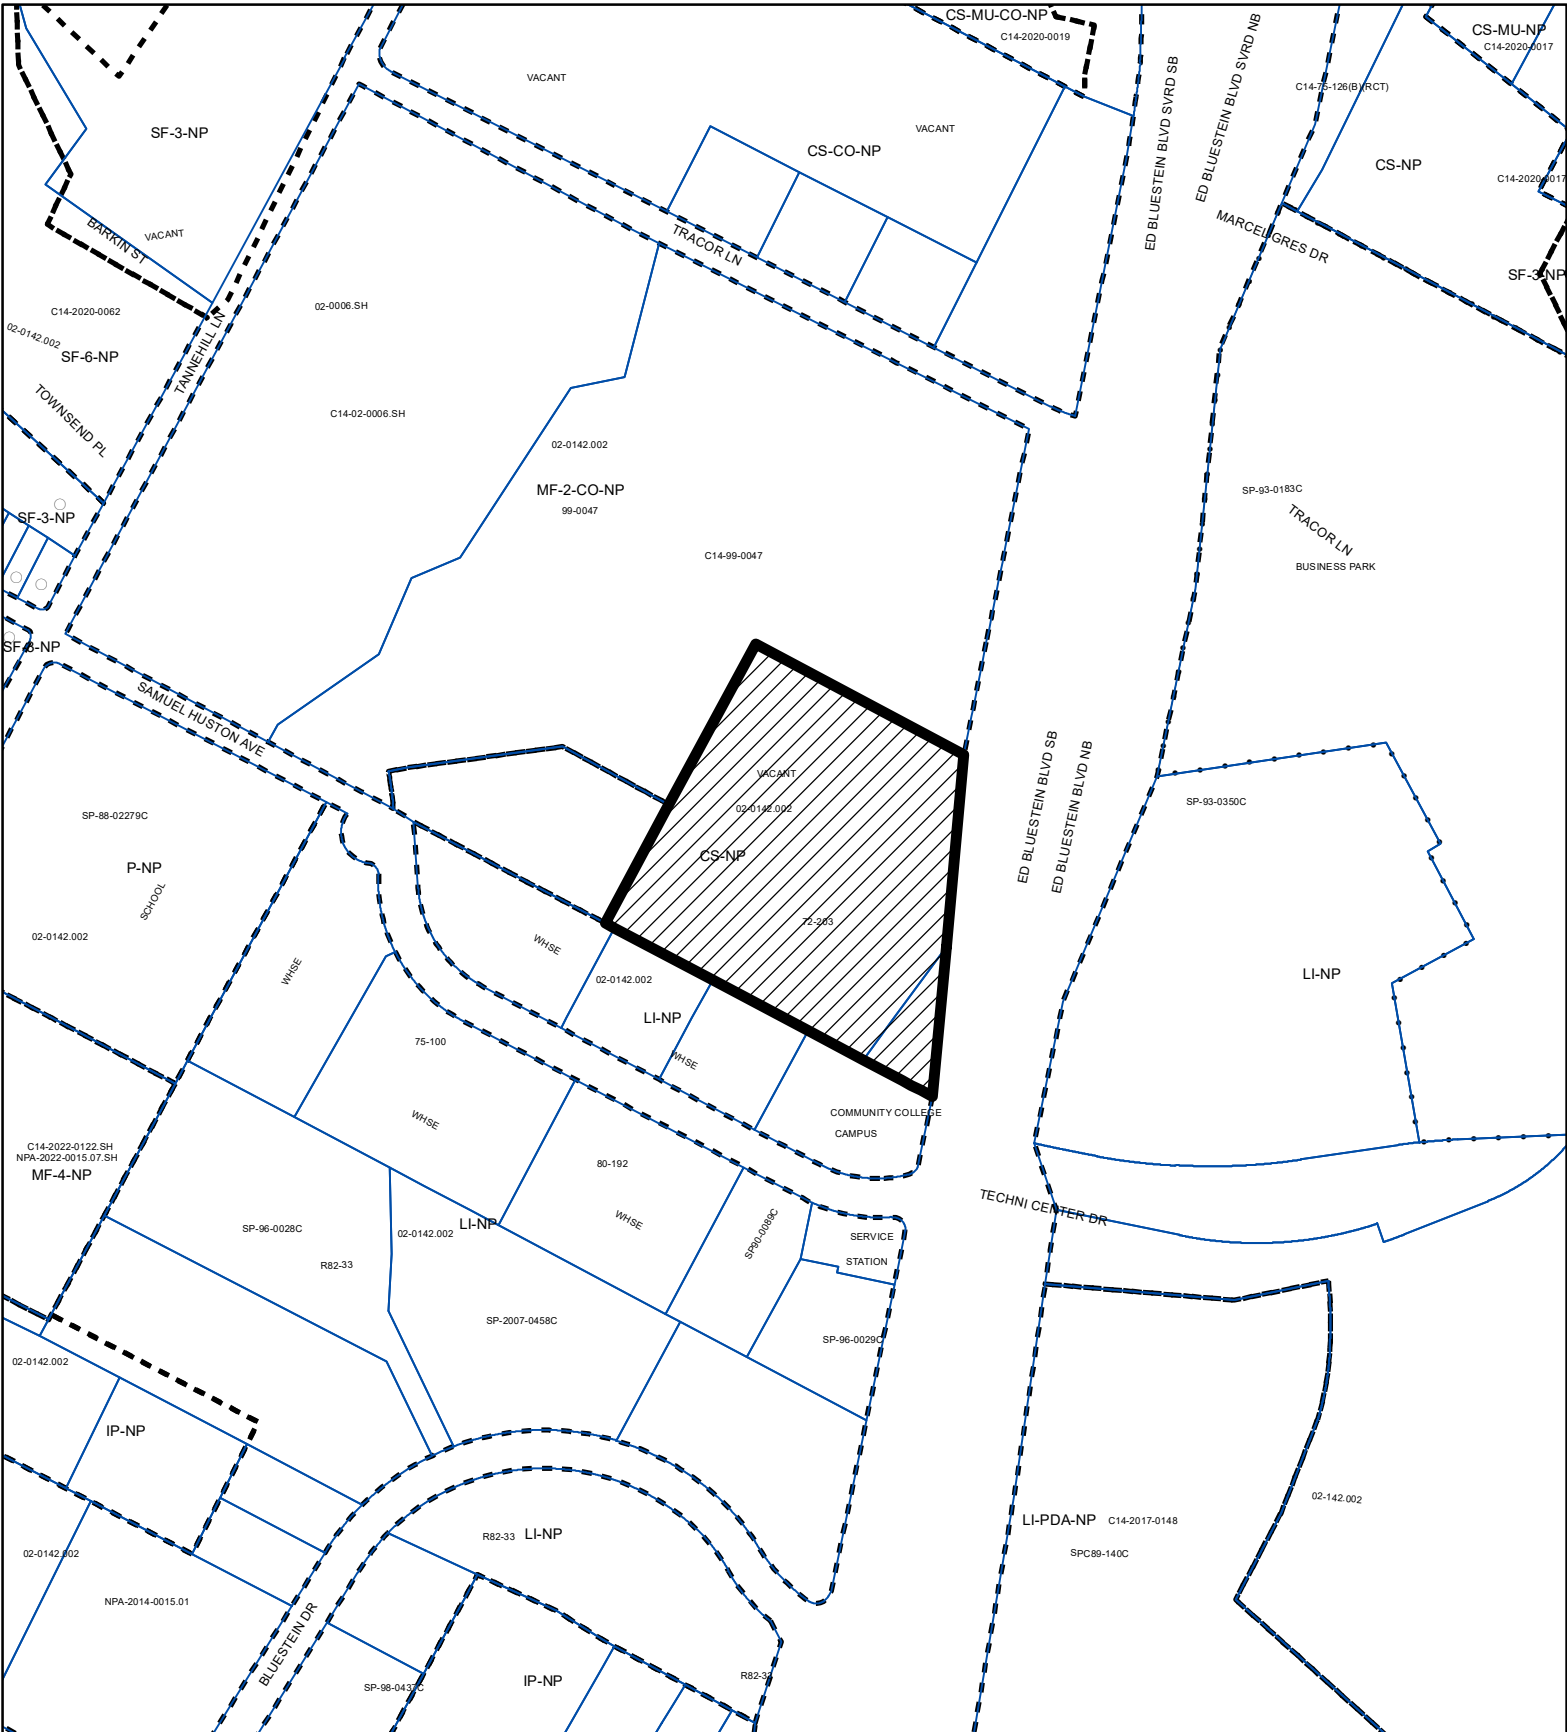 CS-MU-CO-NP
C14-2020-0019
CS-MU-NP
C14-2020-0017
VACANT
ED BLUESTEIN BLVD SVRD SB
ED BLUESTEIN BLVD SVRD NB
C14-75-126(B)(RCT)
SF-3-NP
VACANT
CS-CO-NP
CS-NP
C14-2020-0017
BARKIN ST
VACANT
TRACOR LN
MARCEL GRES DR
SF-3-NP
C14-2020-0062
02-0006.SH
02-0142.002
SF-6-NP
TANNEHILL LN
TOWNSEND PL
C14-02-0006.SH
02-0142.002
MF-2-CO-NP
99-0047
SP-93-0183C
TRACOR LN
SF-3-NP
C14-99-0047
BUSINESS PARK
SF-3-NP
SAMUEL HUSTON AVE
ED BLUESTEIN BLVD SB
ED BLUESTEIN BLVD NB
VACANT
02-0142.002
SP-93-0350C
SP-88-02279C
CS-NP
P-NP
SCHOOL
72-203
02-0142.002
WHSE
WHSE
02-0142.002
LI-NP
LI-NP
75-100
WHSE
WHSE
COMMUNITY COLLEGE
CAMPUS
C14-2022-0122.SH
NPA-2022-0015.07.SH
MF-4-NP
80-192
TECHNI CENTER DR
SP-96-0028C
02-0142.002
LI-NP
WHSE
SP90-0089C
SERVICE
STATION
R82-33
SP-2007-0458C
SP-96-0029C
02-0142.002
IP-NP
02-142.002
LI-PDA-NP
C14-2017-0148
R82-33
LI-NP
SPC89-140C
02-0142.002
NPA-2014-0015.01
BLUESTEIN DR
SP-98-0437C
IP-NP
R82-33